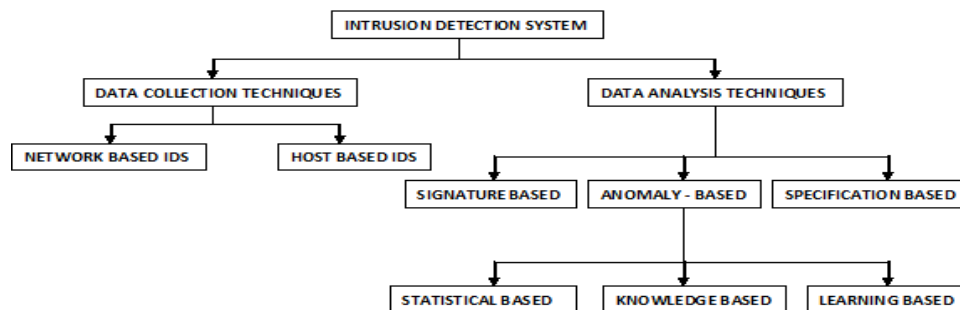 INTRUSION DETECTION SYSTEM
DATA COLLECTION TECHNIQUES
DATA ANALYSIS TECHNIQUES
NETWORK BASED IDS
HOST BASED IDS
SIGNATURE BASED
ANOMALY - BASED
SPECIFICATION BASED
STATISTICAL BASED
KNOWLEDGE BASED
LEARNING BASED